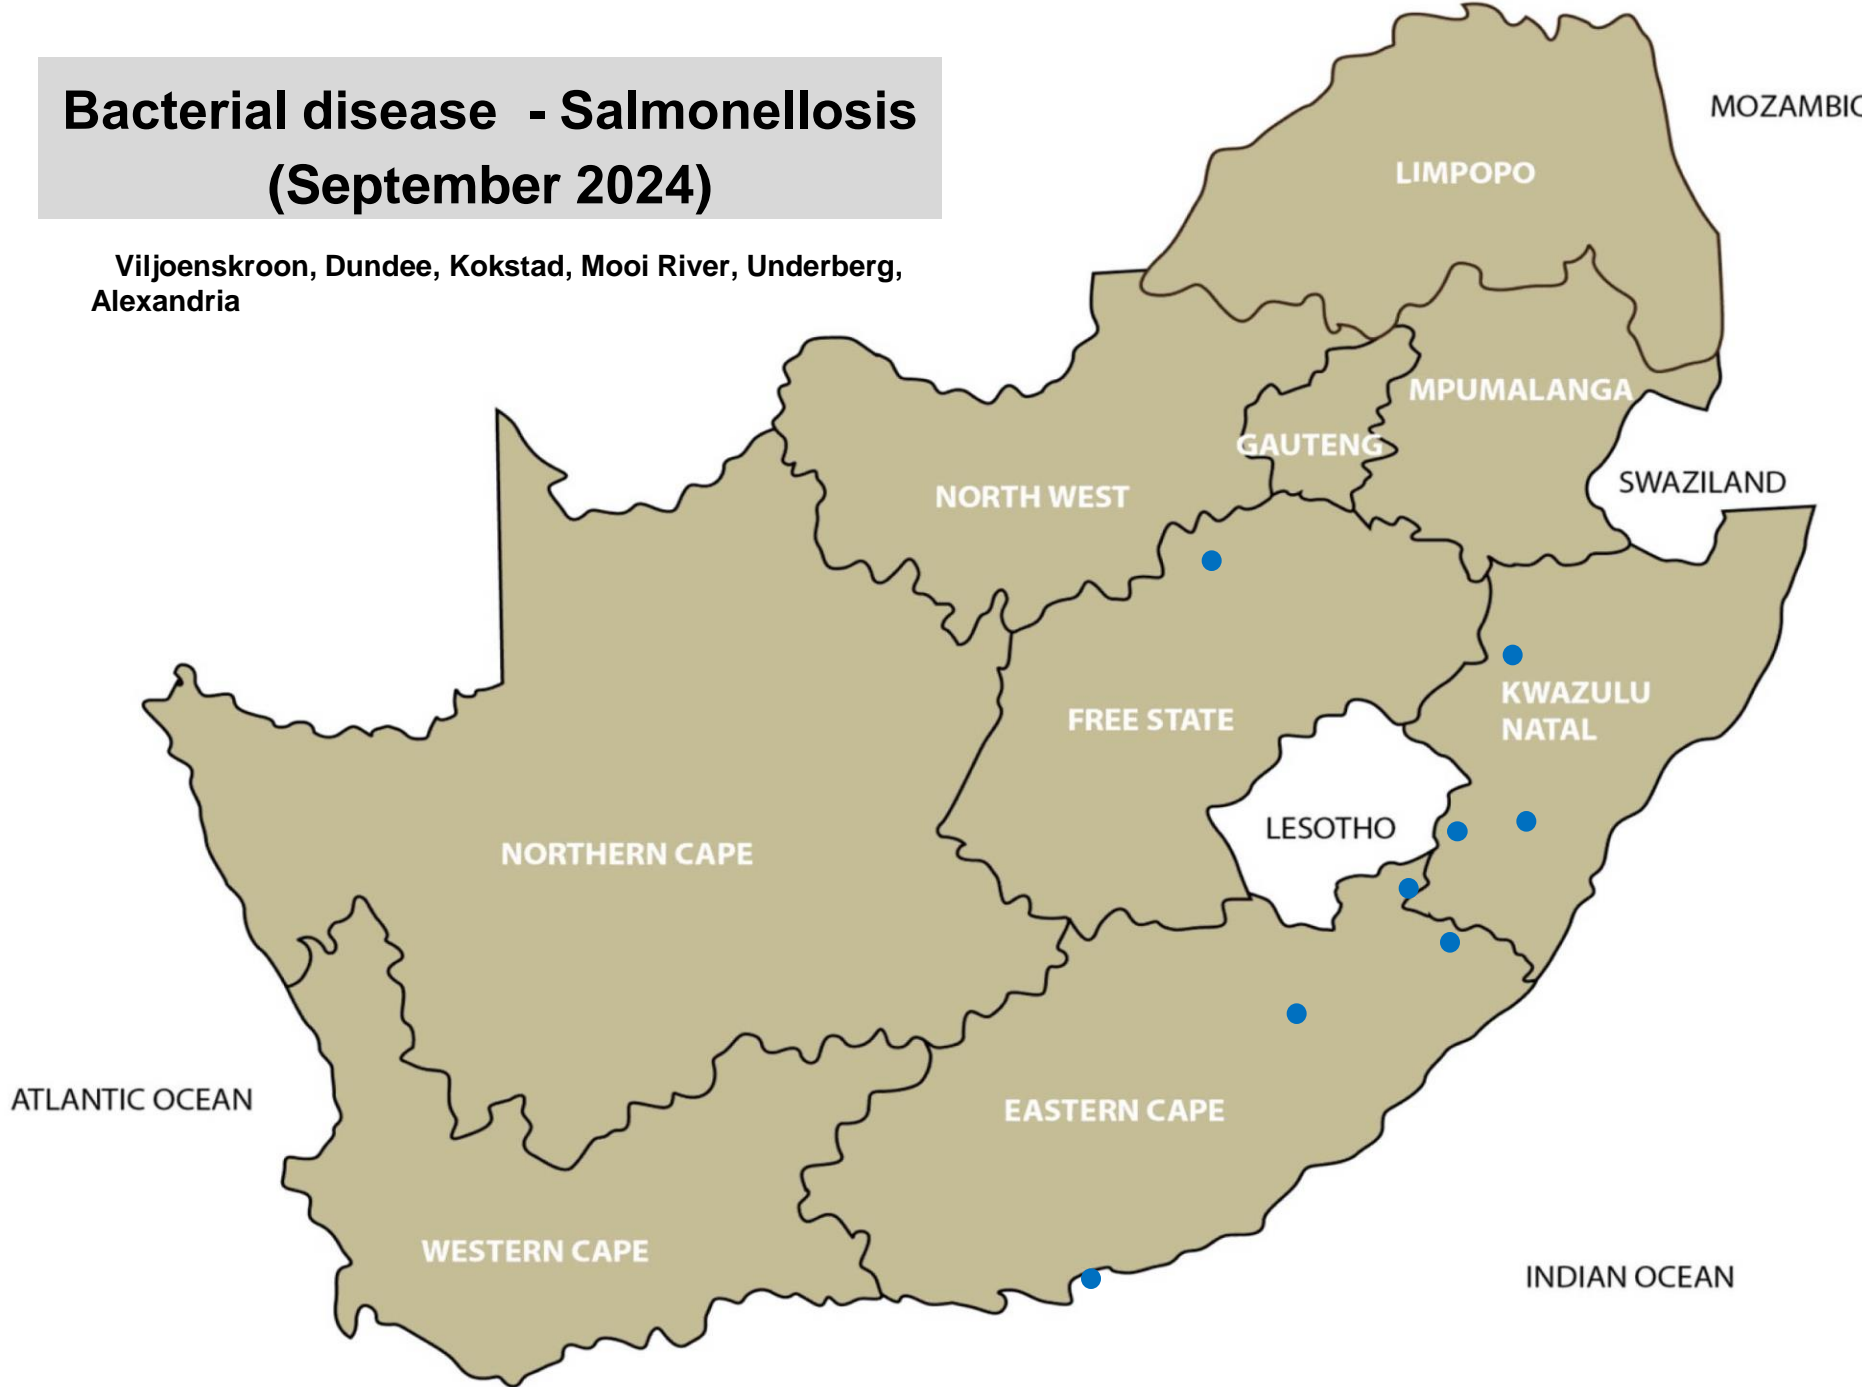 Bacterial disease  - Salmonellosis
(September 2024)
Viljoenskroon, Dundee, Kokstad, Mooi River, Underberg,
Alexandria
MOZAMBIC
LIMPOPO
MPUMALANGA
GAUTENG
SWAZILAND
NORTH WEST
KWAZULU
NATAL
FREE STATE
LESOTHO
NORTHERN CAPE
ATLANTIC OCEAN
EASTERN CAPE
WESTERN CAPE
INDIAN OCEAN